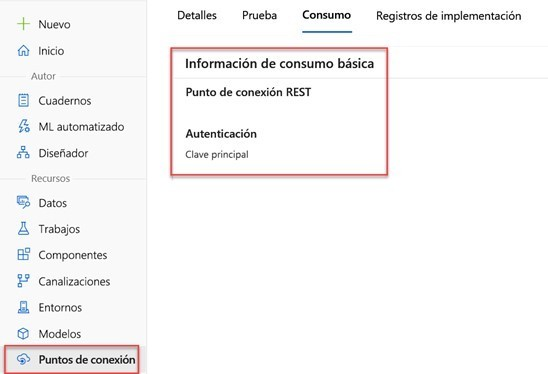 Nuevo
Inicio
Autor
Cuadernos
ML automatizado
Diseñador
Recursos
Datos
Trabajos
Componentes
Canalizaciones
Entornos
Modelos
Puntos de conexión
Detalles Prueba Consumo Registros de implementación
Información de consumo básica
Punto de conexión REST
Autenticación
Clave principal